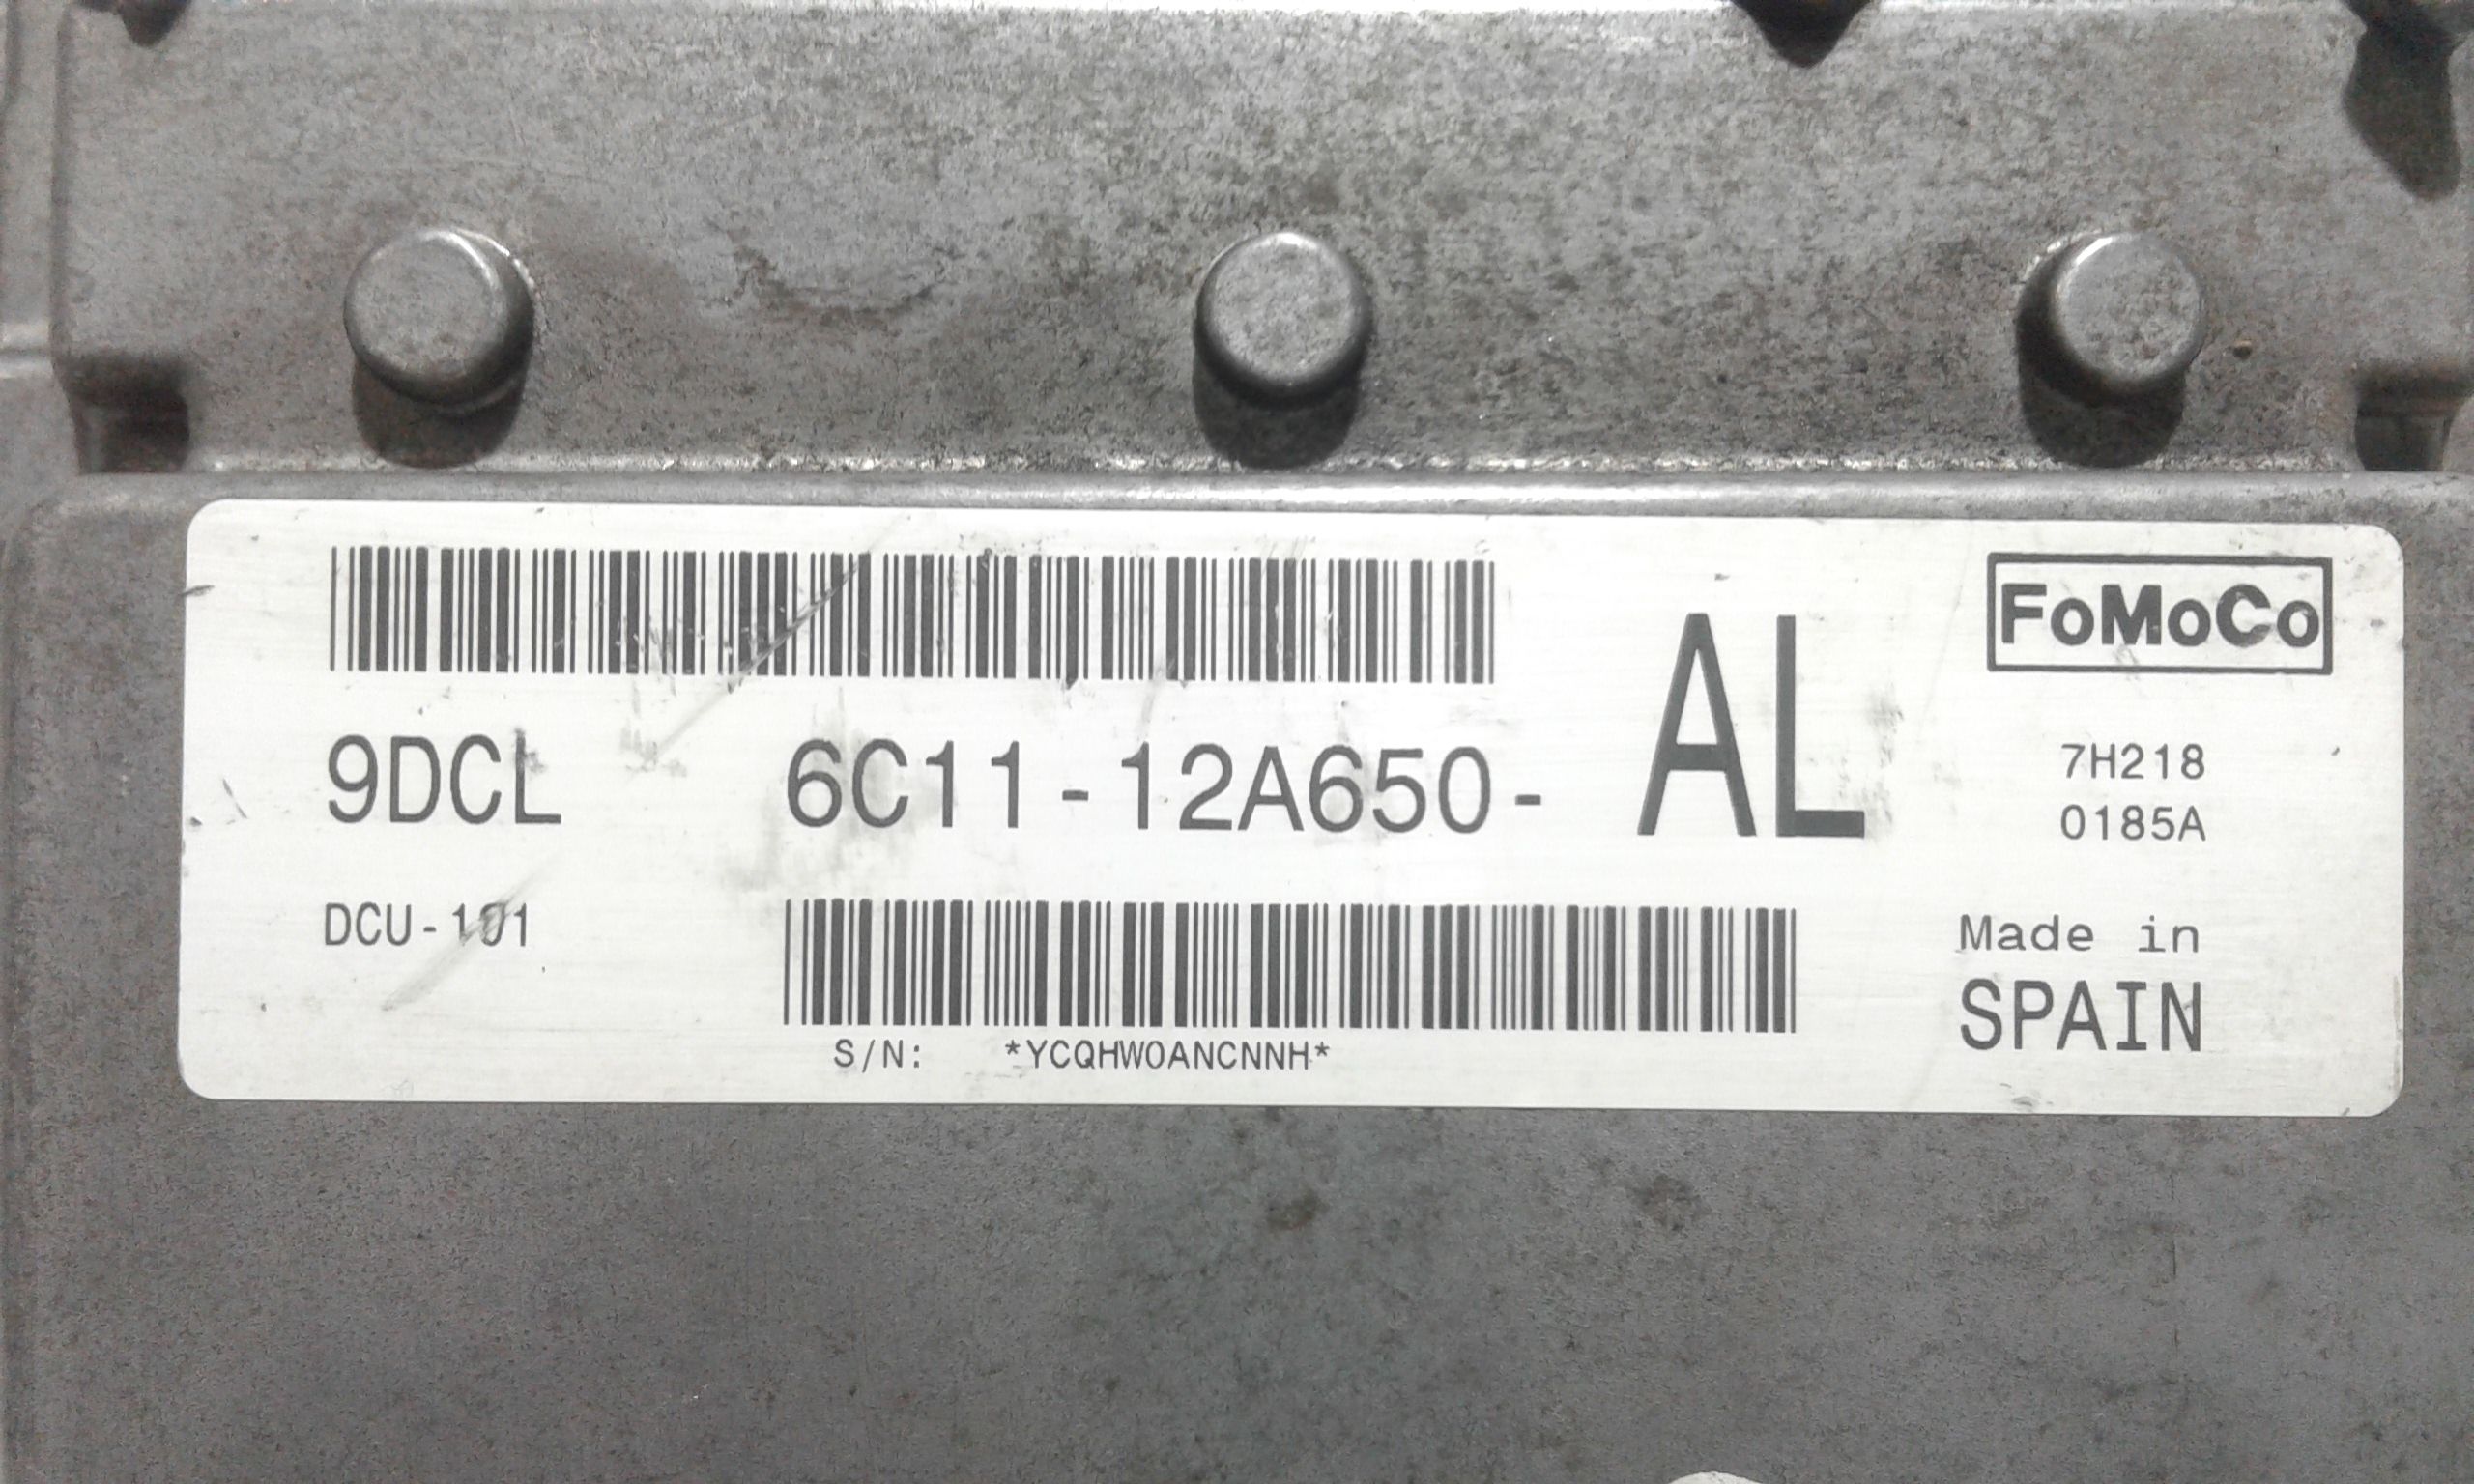 FoMoCo
9DCL 6C11-12A650- AL
7H218
0185A
DCU-101
Made in
SPAIN
S/N: *YCQHW0ANCNNH*